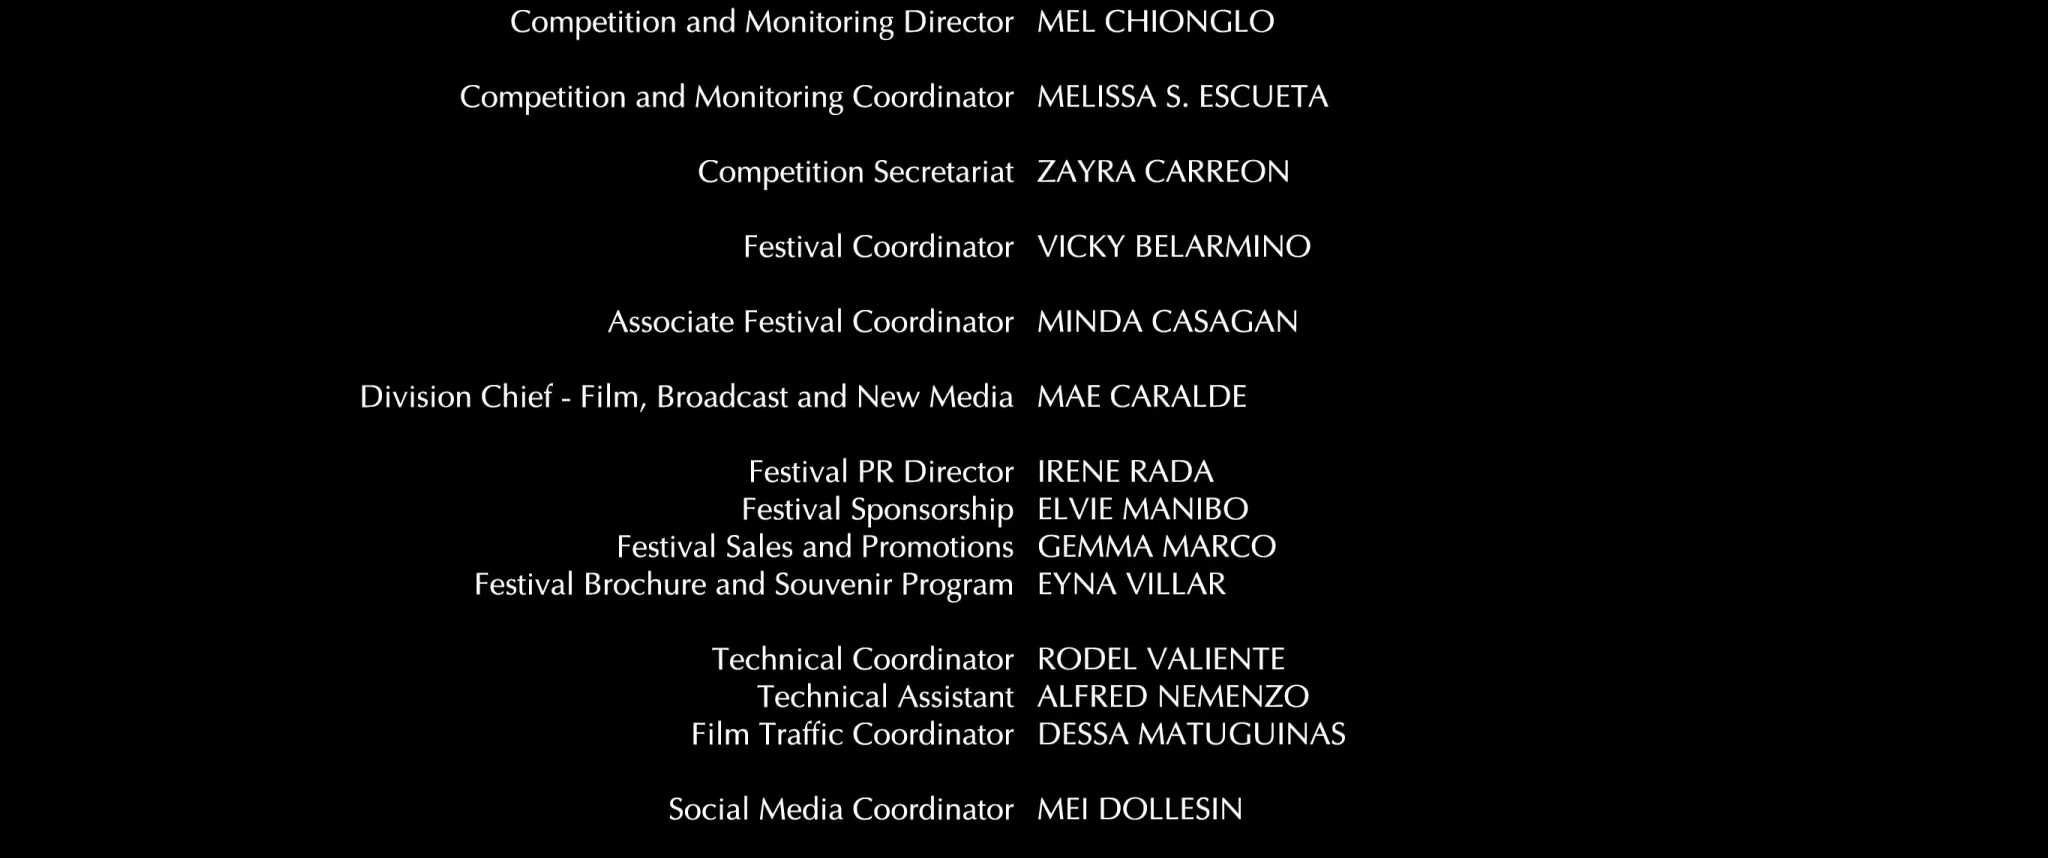 Competition and Monitoring Director MEL CHIONGLO
Competition and Monitoring Coordinator MELISSA S. ESCUETA
Competition Secretariat ZAYRA CARREON
Festival Coordinator VICKY BELARMINO
Associate Festival Coordinator MINDA CASAGAN
Division Chief - Film, Broadcast and New Media MAE CARALDE
Festival PR Director IRENE RADA
Festival Sponsorship ELVIE MANIBO
Festival Sales and Promotions GEMMA MARCO
Festival Brochure and Souvenir Program EYNA VILLAR
Technical Coordinator RODEL VALIENTE
Technical Assistant ALFRED NEMENZO
Film Traffic Coordinator DESSA MATUGUINAS
Social Media Coordinator MEI DOLLESIN